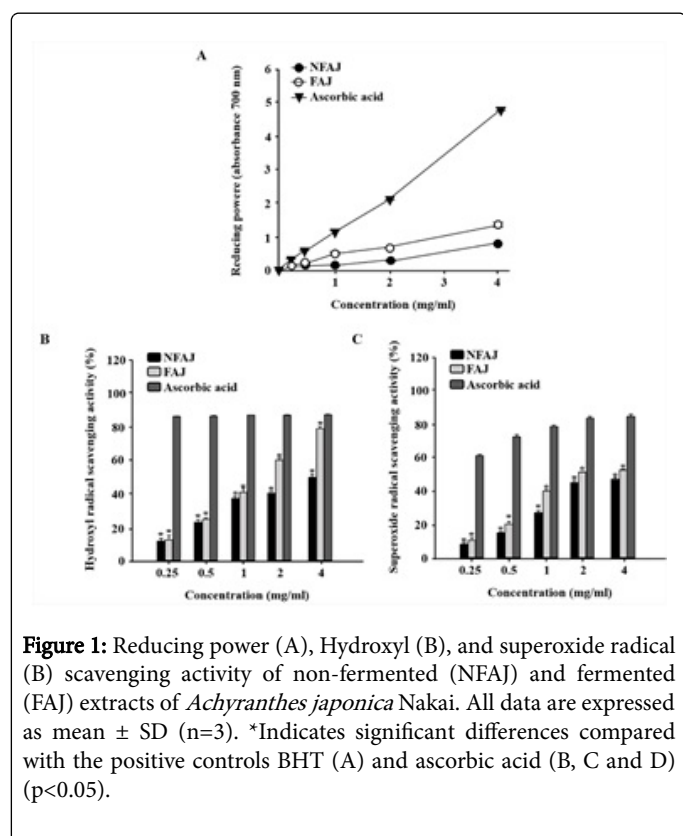 A
NFAJ
FAJ
Ascorbic acid
Reducing powere (absorbance 700 nm)
6
5
4
3
2
1
0
1
2
3
4
Concentration (mg/ml)
B
NFAJ
FAJ
Ascorbic acid
Hydroxyl radical scavenging activity (%)
120
100
80
60
40
20
0
* * * * * * * * * *
0.25 0.5 1 2 4
Concentration (mg/ml)
C
NFAJ
FAJ
Ascorbic acid
Superoxide radical scavenging activity (%)
120
100
80
60
40
20
0
* * * * * * * * * *
0.25 0.5 1 2 4
Concentration (mg/ml)
Figure 1: Reducing power (A), Hydroxyl (B), and superoxide radical
(B) scavenging activity of non-fermented (NFAJ) and fermented
(FAJ) extracts of Achyranthes japonica Nakai. All data are expressed
as mean ± SD (n=3). *Indicates significant differences compared
with the positive controls BHT (A) and ascorbic acid (B, C and D)
(p<0.05).